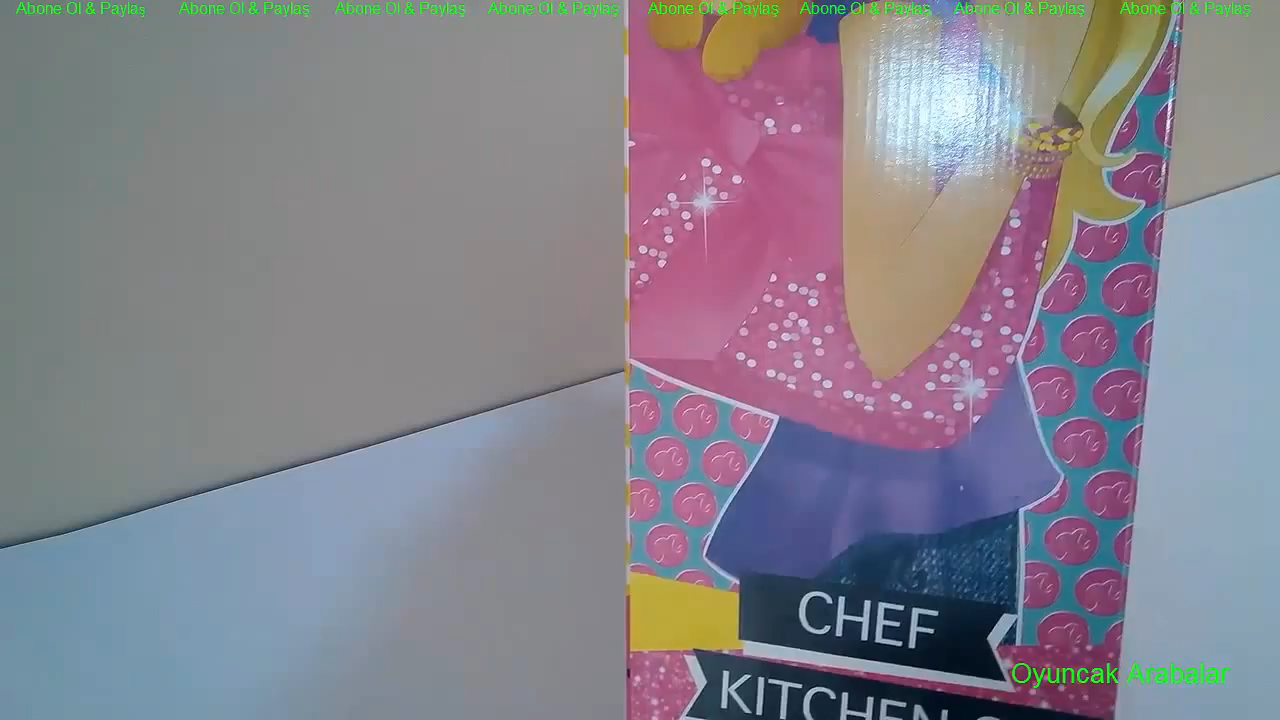 Abone Ol & Paylaş Abone Ol & Paylaş Abone Ol & Paylaş Abone Ol & Paylaş Abone Ol & Paylaş Abone Ol & Paylaş Abone Ol & Paylaş Abone Ol & Paylaş
CHEF
Oyuncak Arabalar
KITCHEN